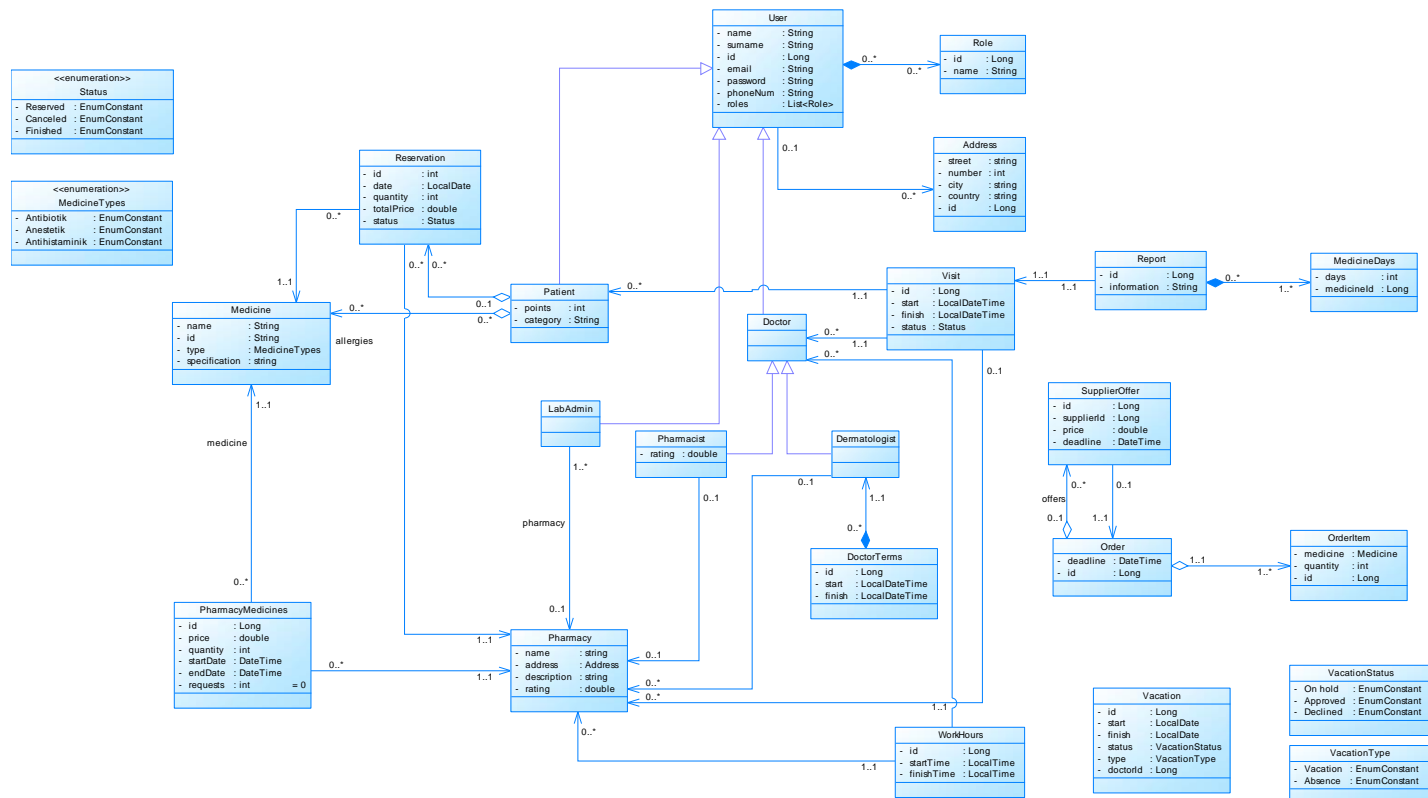 User
- name : String
- surname : String
- id : Long
- email : String
- password : String
- phoneNum : String
- roles : List<Role>
Role
- id : Long
- name : String
0..*
0..*
<<enumeration>>
Status
- Reserved : EnumConstant
- Canceled : EnumConstant
- Finished : EnumConstant
<<enumeration>>
MedicineTypes
- Antibiotik : EnumConstant
- Anestetik : EnumConstant
- Antihistaminik : EnumConstant
Reservation
- id : int
- date : LocalDate
- quantity : int
- totalPrice : double
- status : Status
0..1
Address
- street : string
- number : int
- city : string
- country : string
- id : Long
0..*
0..*
0..*
0..*
1..1
Medicine
- name : String
- id : String
- type : MedicineTypes
- specification : string
allergies
0..*
0..1
0..*
Patient
- points : int
- category : String
0..*
1..1
Visit
- id : Long
- start : LocalDateTime
- finish : LocalDateTime
- status : Status
1..1
1..1
Report
- id : Long
- information : String
0..*
1..*
MedicineDays
- days : int
- medicineId : Long
Doctor
0..*
1..1
0..*
0..1
LabAdmin
Pharmacist
- rating : double
Dermatologist
SupplierOffer
- id : Long
- supplierId : Long
- price : double
- deadline : DateTime
1..1
medicine
0..*
1..*
pharmacy
0..1
0..1
0..1
1..1
0..*
DoctorTerms
- id : Long
- start : LocalDateTime
- finish : LocalDateTime
0..*
offers
0..1
0..1
1..1
Order
- deadline : DateTime
- id : Long
1..1
1..*
OrderItem
- medicine : Medicine
- quantity : int
- id : Long
PharmacyMedicines
- id : Long
- price : double
- quantity : int
- startDate : DateTime
- endDate : DateTime
- requests : int = 0
0..*
1..1
1..1
Pharmacy
- name : string
- address : Address
- description : string
- rating : double
0..1
0..*
0..*
1..1
0..*
1..1
WorkHours
- id : Long
- startTime : LocalTime
- finishTime : LocalTime
Vacation
- id : Long
- start : LocalDate
- finish : LocalDate
- status : VacationStatus
- type : VacationType
- doctorId : Long
VacationStatus
- On hold : EnumConstant
- Approved : EnumConstant
- Declined : EnumConstant
VacationType
- Vacation : EnumConstant
- Absence : EnumConstant